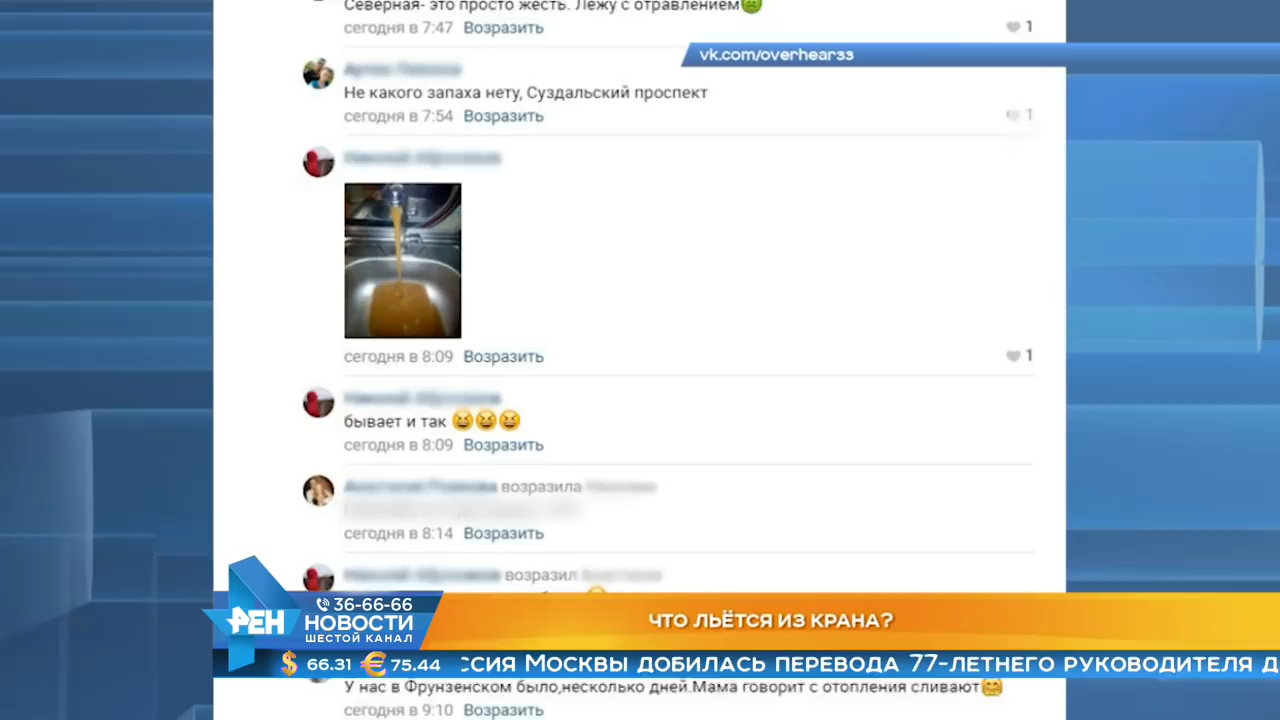 Северная- это просто жесть. Лежу с отравлением
сегодня в 7:47 Возразить 1
vk.com/overhear33
Не какого запаха нету, Суздальский проспект
сегодня в 7:54 Возразить 1
сегодня в 8:09 Возразить 1
бывает и так
сегодня в 8:09 Возразить
возразила
сегодня в 8:14 Возразить
возразил
36-66-66
РЕН НОВОСТИ
ШЕСТОЙ КАНАЛ
ЧТО ЛЬЁТСЯ ИЗ КРАНА?
$ 66.31 € 75.44 ССИЯ МОСКВЫ ДОБИЛАСЬ ПЕРЕВОДА 77-ЛЕТНЕГО РУКОВОДИТЕЛЯ Д
У нас в Фрунзенском было,несколько дней.Мама говорит с отопления сливают
сегодня в 9:10 Возразить